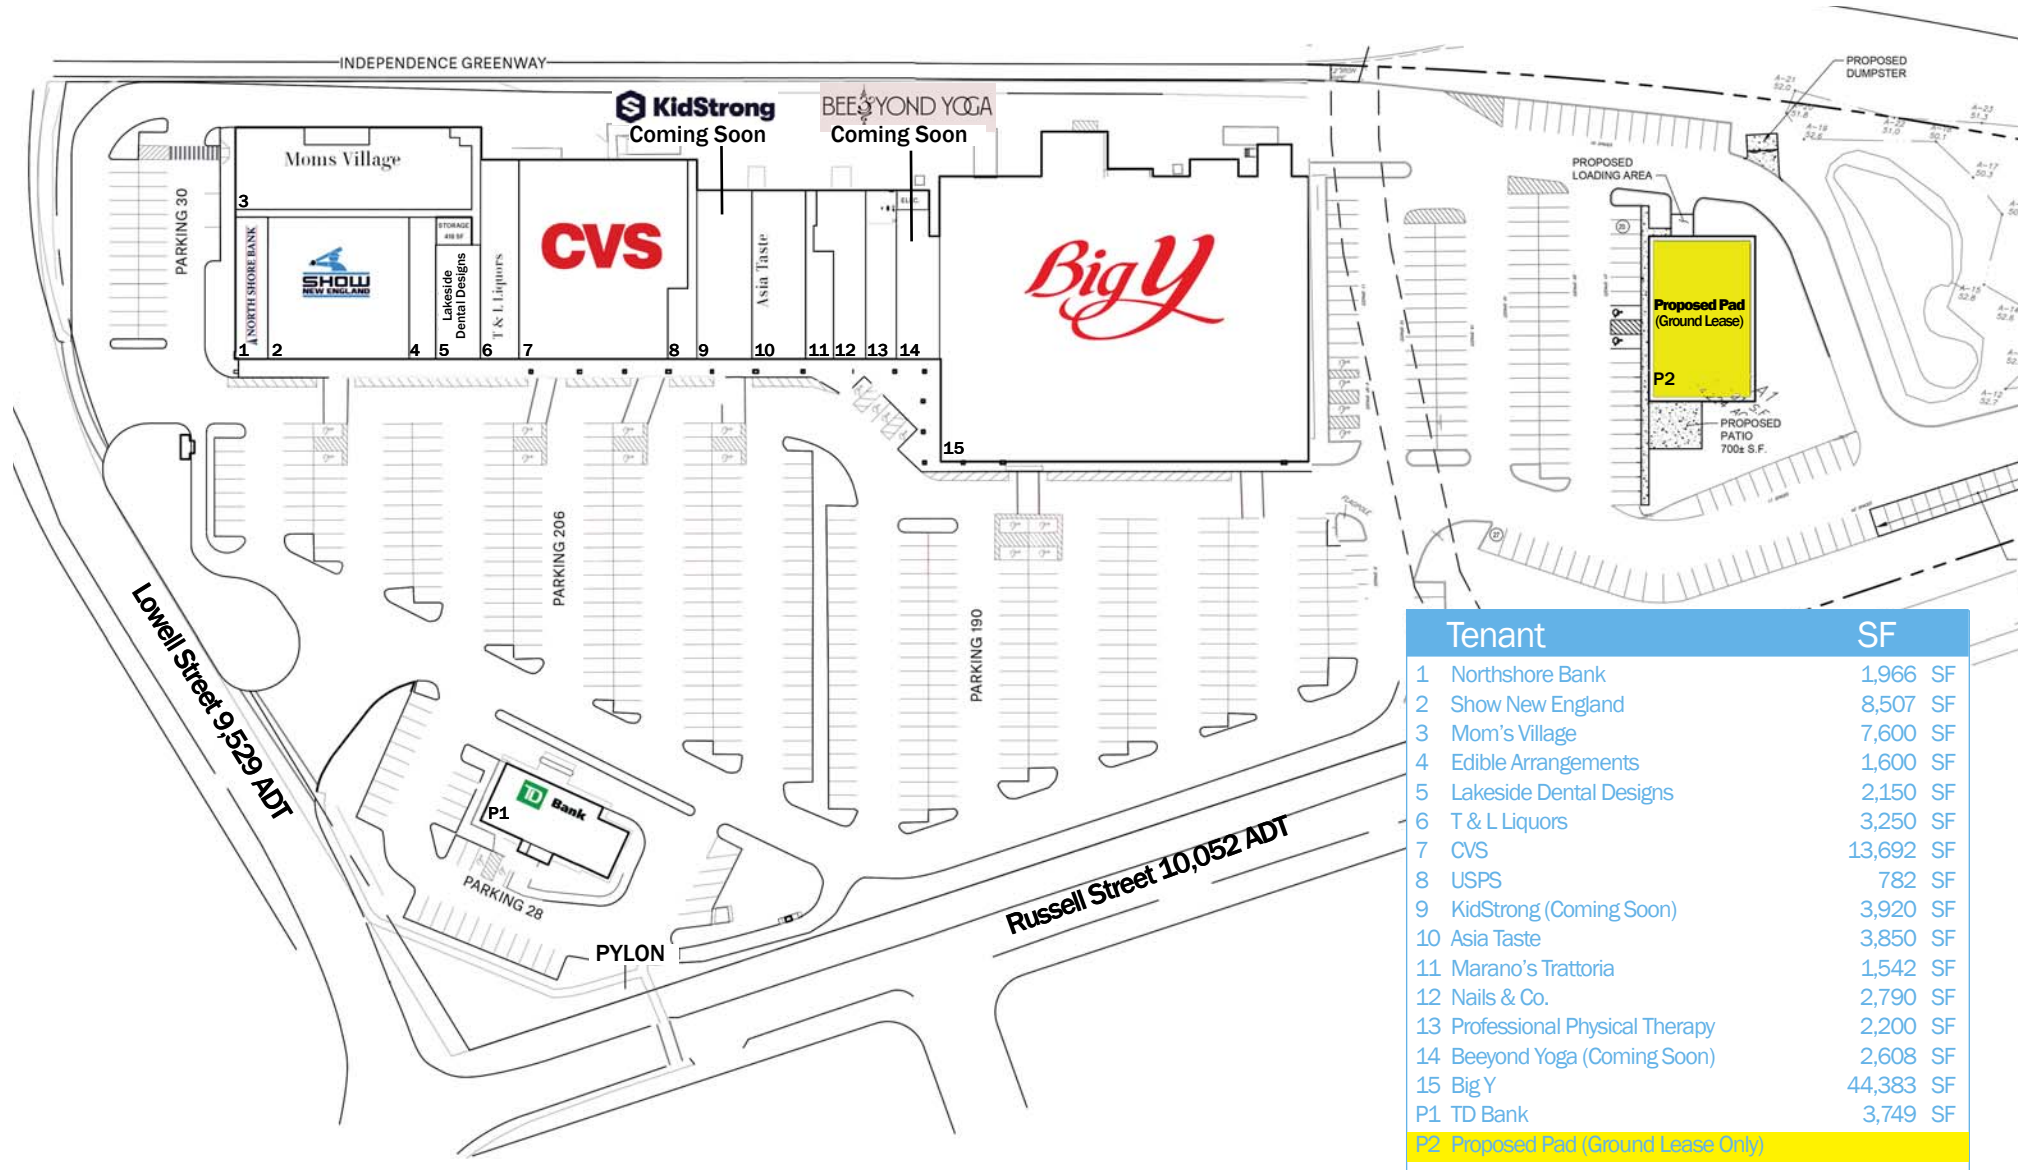 INDEPENDENCE GREENWAY
KidStrong
Coming Soon
BEEYOND YOGA
Coming Soon
PROPOSED
DUMPSTER
PROPOSED
LOADING AREA
Moms Village
3
PARKING 30
NORTH SHORE BANK
1
SHOW
NEW ENGLAND
2
4
STORAGE
418 SF
Lakeside
Dental Designs
5
T & L Liquors
6
CVS
7
8
9
Asia Taste
10
11
12
13
ELEC.
14
Big Y
15
Proposed Pad
(Ground Lease)
P2
PROPOSED
PATIO
700± S.F.
FLAGPOLE
PARKING 206
PARKING 190
Lowell Street 9,529 ADT
TD Bank
P1
PARKING 28
PYLON
Russell Street 10,052 ADT
Tenant SF
1 Northshore Bank 1,966 SF
2 Show New England 8,507 SF
3 Mom's Village 7,600 SF
4 Edible Arrangements 1,600 SF
5 Lakeside Dental Designs 2,150 SF
6 T & L Liquors 3,250 SF
7 CVS 13,692 SF
8 USPS 782 SF
9 KidStrong (Coming Soon) 3,920 SF
10 Asia Taste 3,850 SF
11 Marano's Trattoria 1,542 SF
12 Nails & Co. 2,790 SF
13 Professional Physical Therapy 2,200 SF
14 Beeyond Yoga (Coming Soon) 2,608 SF
15 Big Y 44,383 SF
P1 TD Bank 3,749 SF
P2 Proposed Pad (Ground Lease Only)